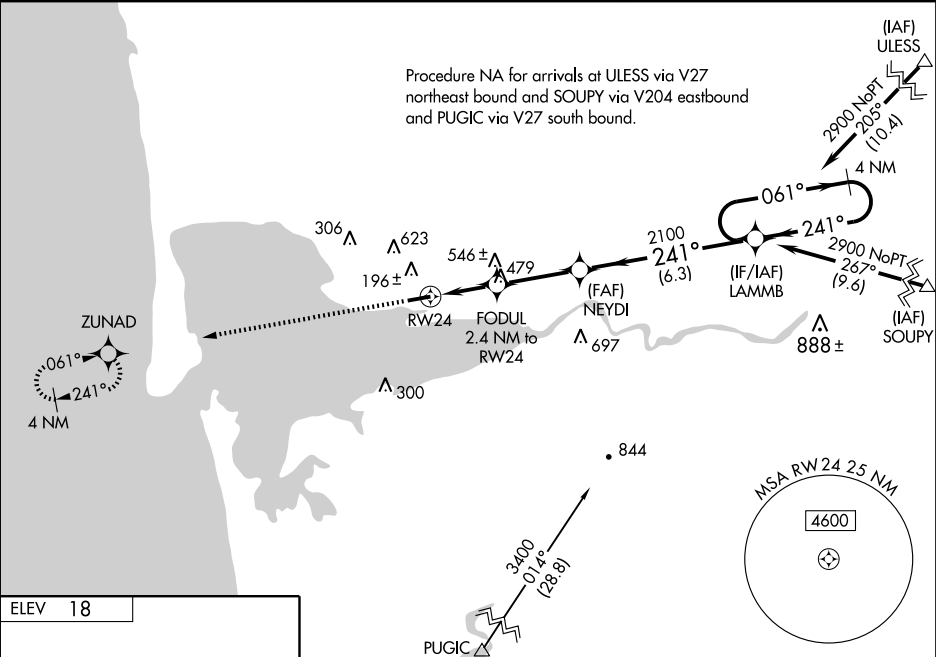 (IAF)
ULESS
Procedure NA for arrivals at ULESS via V27
northeast bound and SOUPY via V204 eastbound
and PUGIC via V27 south bound.
2900 NoPT
205°
(10.4)
4 NM
061°
241°
2900 NoPT
267°
(9.6)
(IAF)
SOUPY
(IF/IAF)
LAMMB
2100
241°
(6.3)
306
623
196±
546±
479
(FAF)
NEYDI
RW24
FODUL
2.4 NM to
RW24
697
888±
ZUNAD
061°
241°
4 NM
300
844
MSA RW24 25 NM
4600
3400
014°
(28.8)
PUGIC
ELEV 18